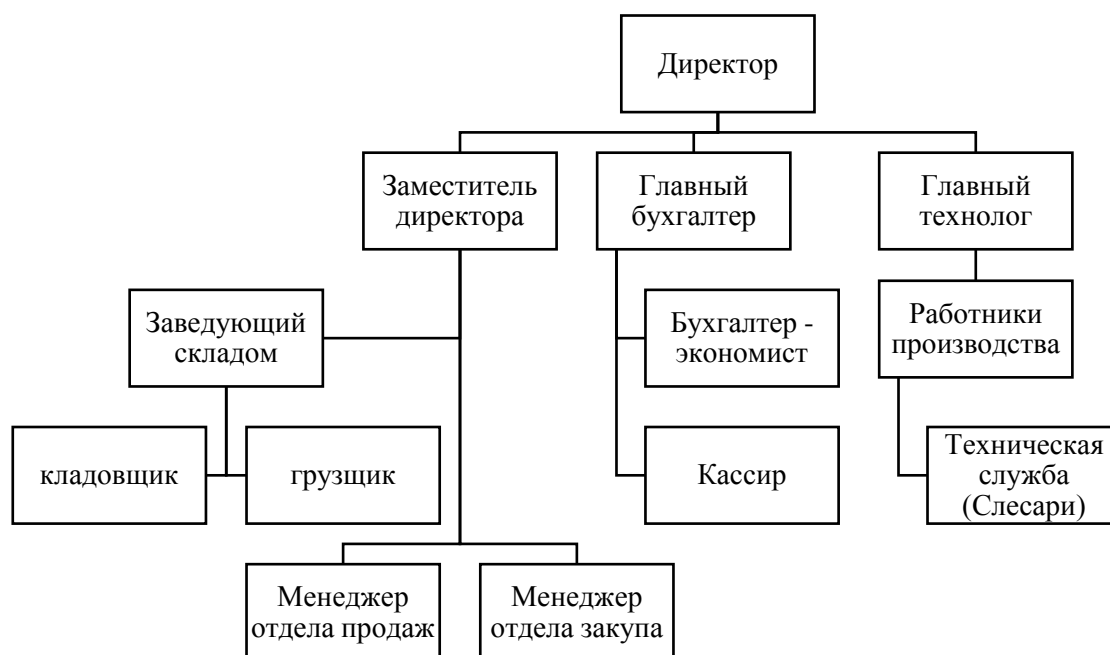 Директор
Заместитель
директора
Главный
бухгалтер
Главный
технолог
Заведующий
складом
Бухгалтер -
экономист
Работники
производства
кладовщик
грузщик
Кассир
Техническая
служба
(Слесари)
Менеджер
отдела продаж
Менеджер
отдела закупа